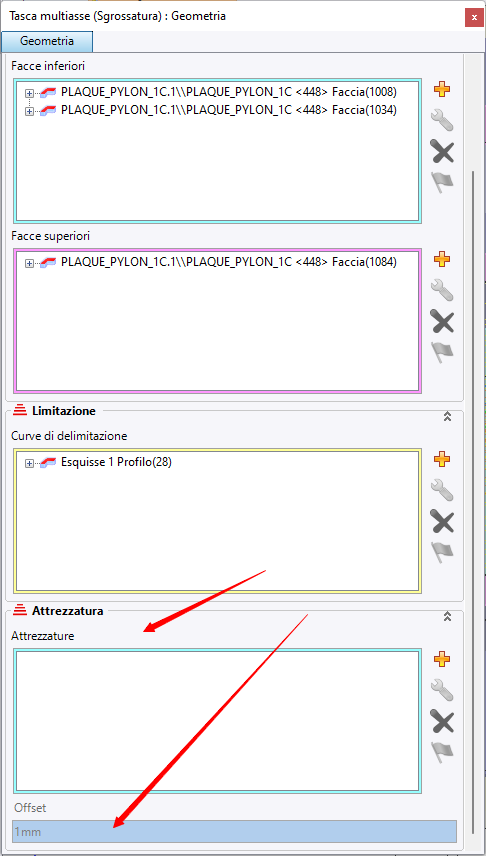 Tasca multiasse (Sgrossatura) : Geometria
x
Geometria
Facce inferiori
PLAQUE_PYLON_1C.1\\PLAQUE_PYLON_1C <448> Faccia(1008)
PLAQUE_PYLON_1C.1\\PLAQUE_PYLON_1C <448> Faccia(1034)
Facce superiori
PLAQUE_PYLON_1C.1\\PLAQUE_PYLON_1C <448> Faccia(1084)
Limitazione
Curve di delimitazione
Esquisse 1 Profilo(28)
Attrezzatura
Attrezzature
Offset
1mm